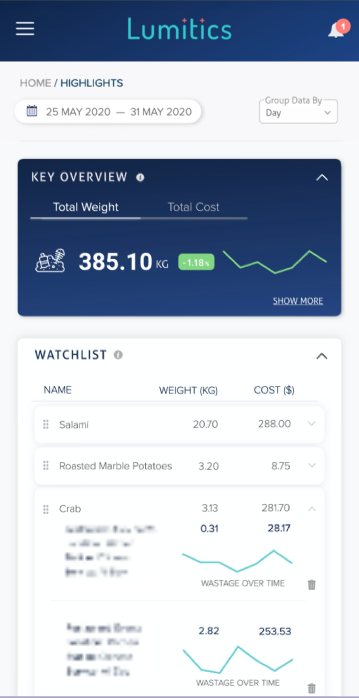 Lumitics
1
HOME / HIGHLIGHTS
25 MAY 2020 — 31 MAY 2020
Group Data By
Day
KEY OVERVIEW
Total Weight Total Cost
385.10 KG -1.18%
SHOW MORE
WATCHLIST
NAME WEIGHT (KG) COST ($)
Salami 20.70 288.00
Roasted Marble Potatoes 3.20 8.75
Crab 3.13 281.70
0.31 28.17
WASTAGE OVER TIME
2.82 253.53
WASTAGE OVER TIME